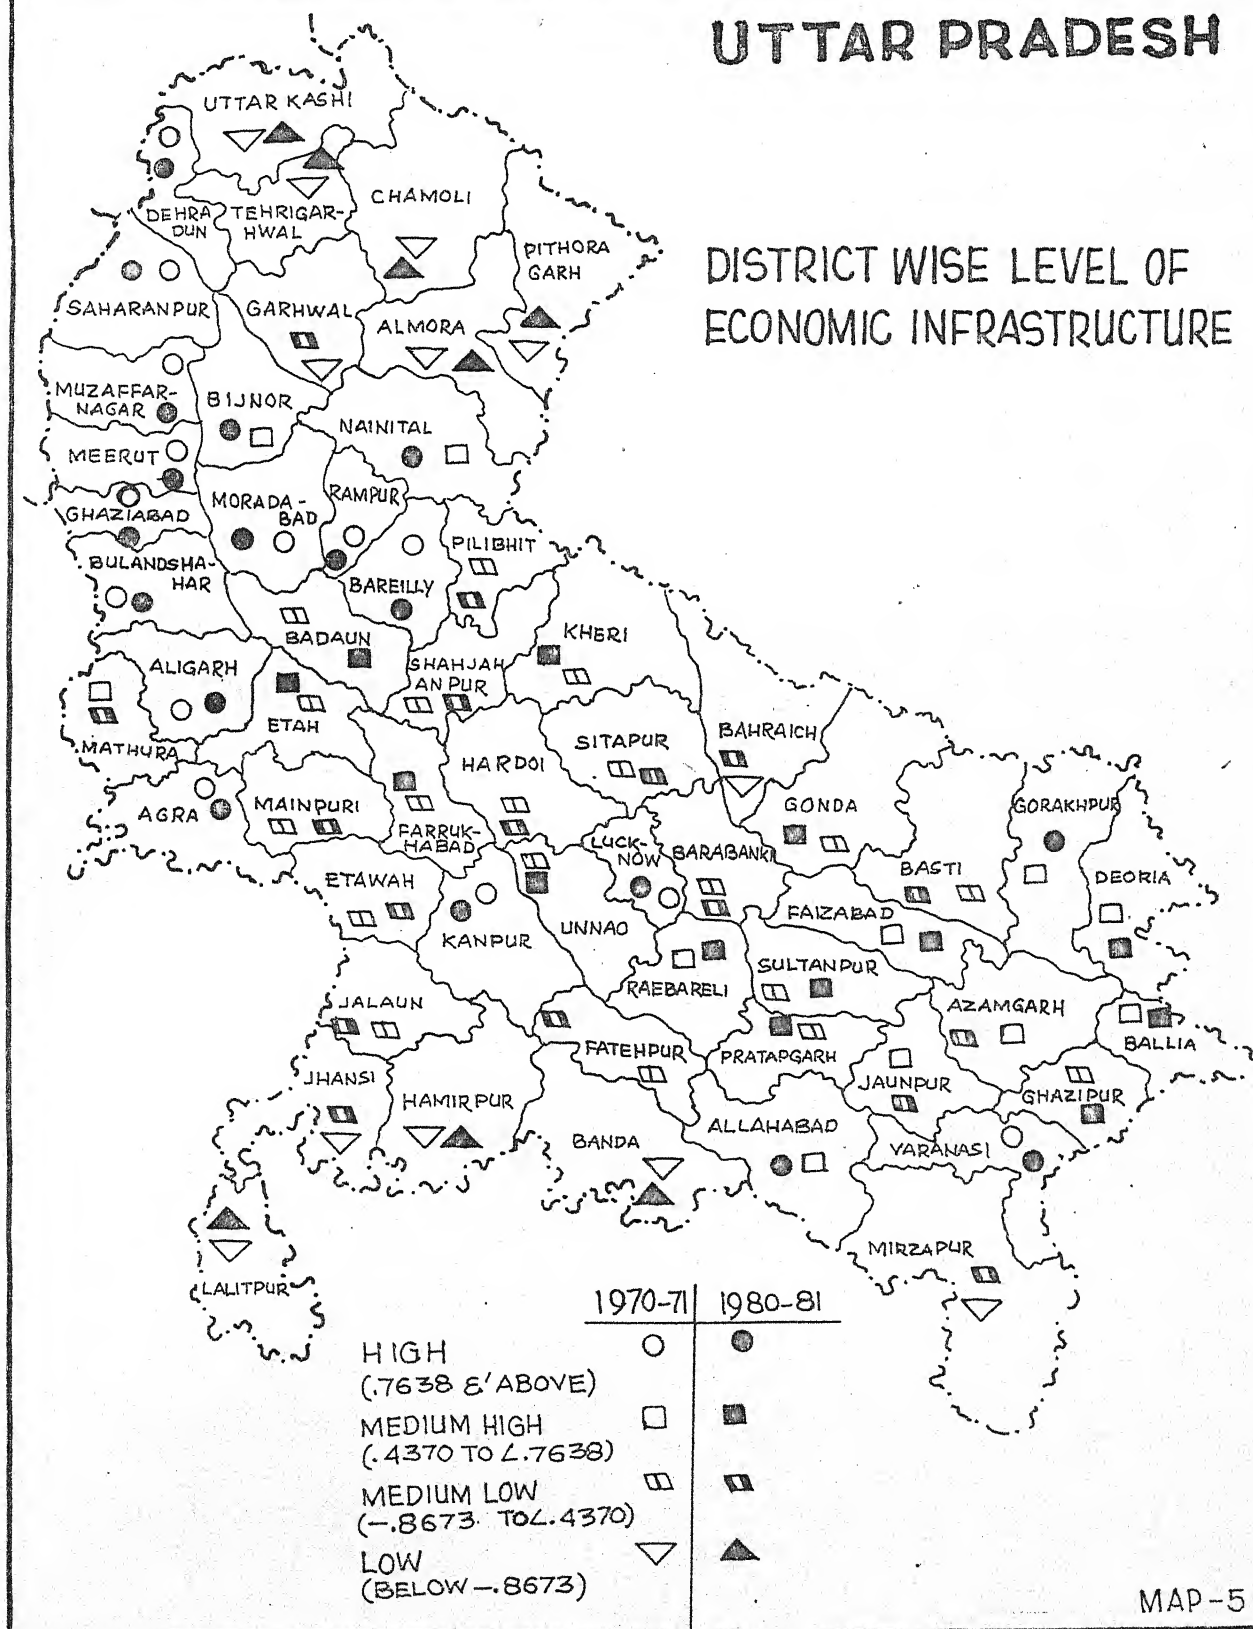 UTTAR PRADESH
DISTRICT WISE LEVEL OF
ECONOMIC INFRASTRUCTURE
UTTAR KASHI
CHAMOLI
DEHRA
DUN
TEHRIGAR-
HWAL
PITHORA
GARH
SAHARANPUR
GARHWAL
ALMORA
MUZAFFAR-
NAGAR
BIJNOR
NAINITAL
MEERUT
MORADA-
BAD
RAMPUR
GHAZIABAD
PILIBHIT
BULANDSHA-
HAR
BAREILLY
BADAUN
KHERI
ALIGARH
SHAHJAH
ANPUR
ETAH
MATHURA
SITAPUR
BAHRAICH
HARDOI
AGRA
MAINPURI
FARRUK-
HABAD
GONDA
GORAKHPUR
LUCK-
NOW
BARABANKI
ETAWAH
BASTI
DEORIA
KANPUR
UNNAO
FAIZABAD
RAEBARELI
SULTANPUR
JALAUN
AZAMGARH
BALLIA
FATEHPUR
PRATAPGARH
JHANSI
HAMIRPUR
JAUNPUR
GHAZIPUR
BANDA
ALLAHABAD
VARANASI
MIRZAPUR
LALITPUR
1970-71 1980-81
HIGH
(.7638 & ABOVE)
MEDIUM HIGH
(.4370 TO ∠.7638)
MEDIUM LOW
(-.8673 TO∠.4370)
LOW
(BELOW -.8673)
MAP-5